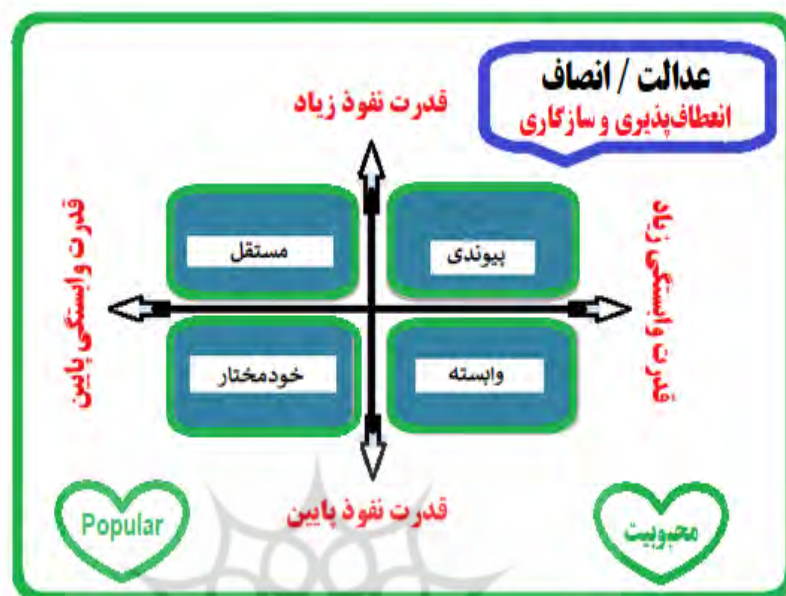 عدالت / انصاف
انعطاف‌پذیری و سازگاری
قدرت نفوذ زیاد
قدرت وابستگی زیاد
پیوندی
مستقل
قدرت وابستگی پایین
وابسته
خودمختار
قدرت نفوذ پایین
محبوبیت
Popular